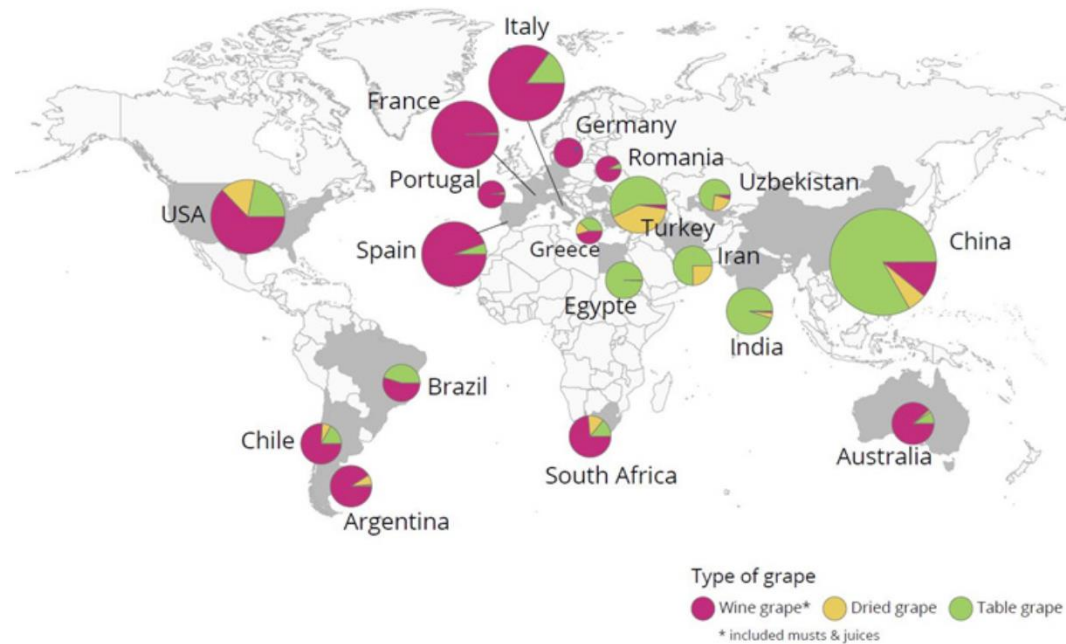 Italy
France
Germany
Romania
Portugal
Uzbekistan
USA
Turkey
China
Spain
Greece
Iran
Egypte
India
Brazil
Chile
South Africa
Australia
Argentina
Type of grape
Wine grape* Dried grape Table grape
* included musts & juices